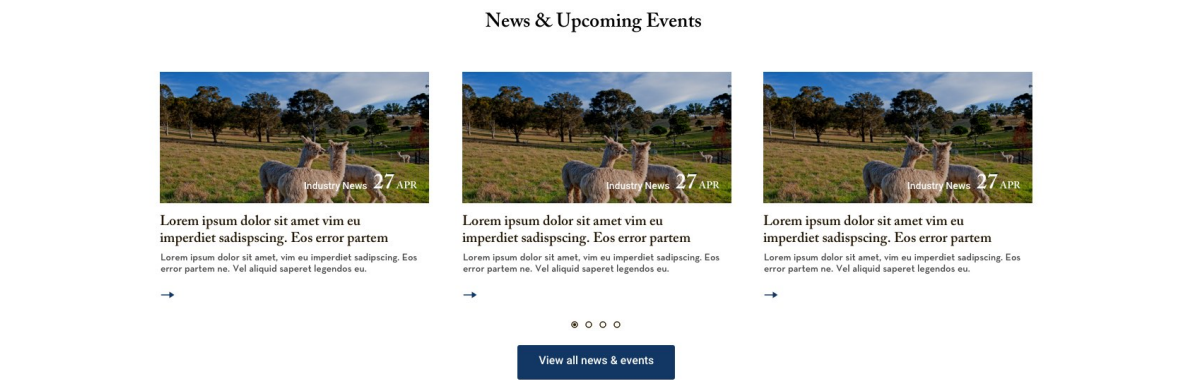 News & Upcoming Events
Industry News 27 APR
Industry News 27 APR
Industry News 27 APR
Lorem ipsum dolor sit amet vim eu
imperdiet sadispscing. Eos error partem
Lorem ipsum dolor sit amet, vim eu imperdiet sadipscing. Eos
error partem ne. Vel aliquid saperet legendos eu.
Lorem ipsum dolor sit amet vim eu
imperdiet sadispscing. Eos error partem
Lorem ipsum dolor sit amet, vim eu imperdiet sadipscing. Eos
error partem ne. Vel aliquid saperet legendos eu.
Lorem ipsum dolor sit amet vim eu
imperdiet sadispscing. Eos error partem
Lorem ipsum dolor sit amet, vim eu imperdiet sadipscing. Eos
error partem ne. Vel aliquid saperet legendos eu.
View all news & events